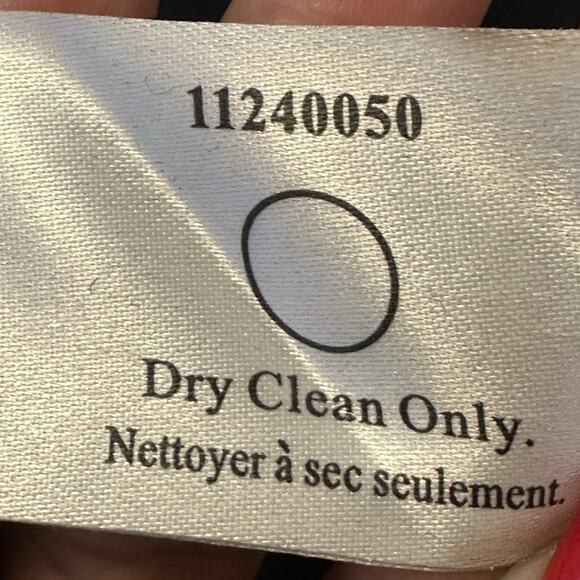 11240050
Dry Clean Only.
Nettoyer à sec seulement.